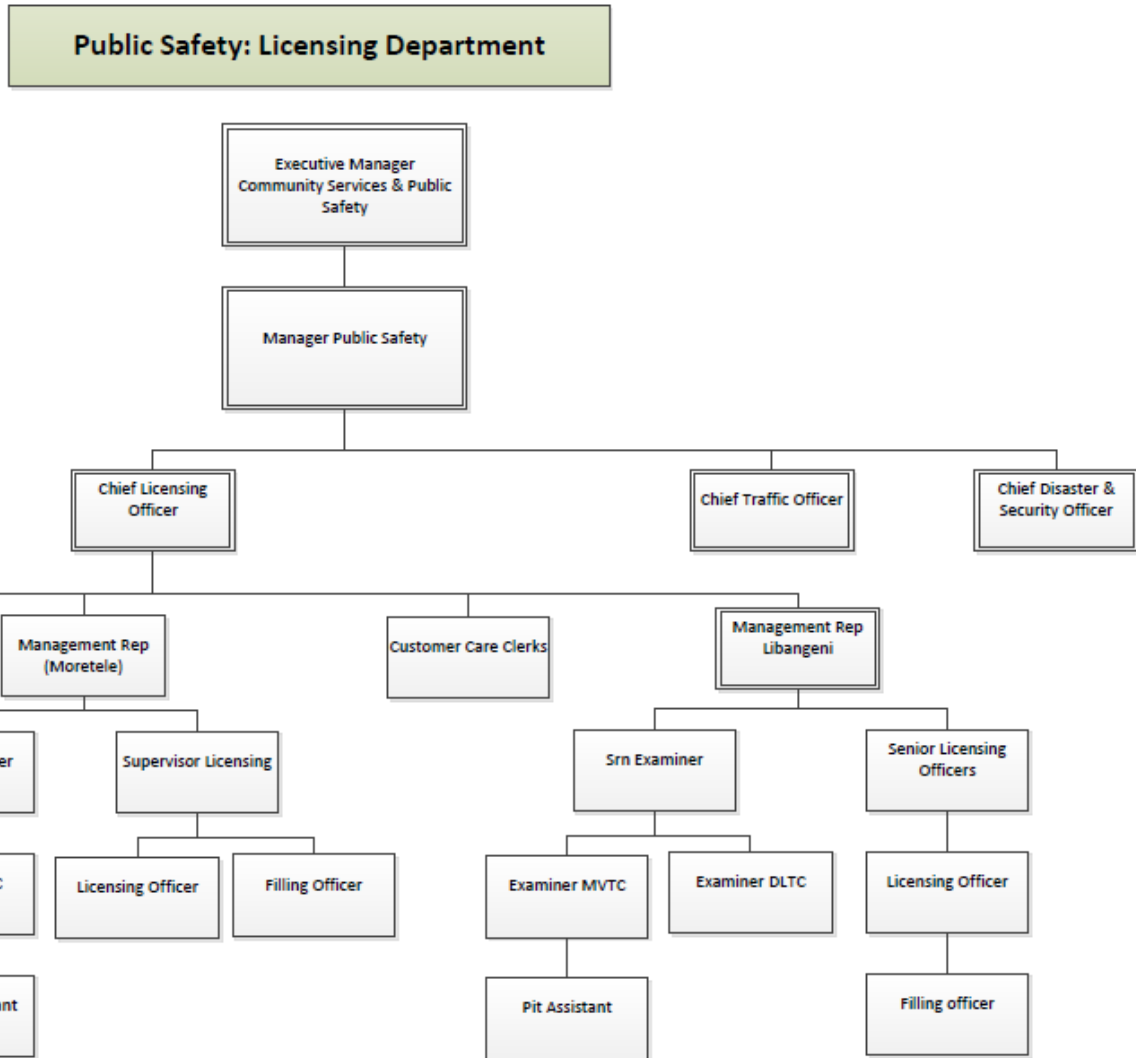 Public Safety: Licensing Department
Executive Manager
Community Services & Public
Safety
Manager Public Safety
Chief Licensing
Officer
Chief Traffic Officer
Chief Disaster &
Security Officer
Management Rep
(Moretele)
Customer Care Clerks
Management Rep
Libangeni
Supervisor Licensing
Srn Examiner
Senior Licensing
Officers
Licensing Officer
Filling Officer
Examiner MVTC
Examiner DLTC
Licensing Officer
Pit Assistant
Filling officer